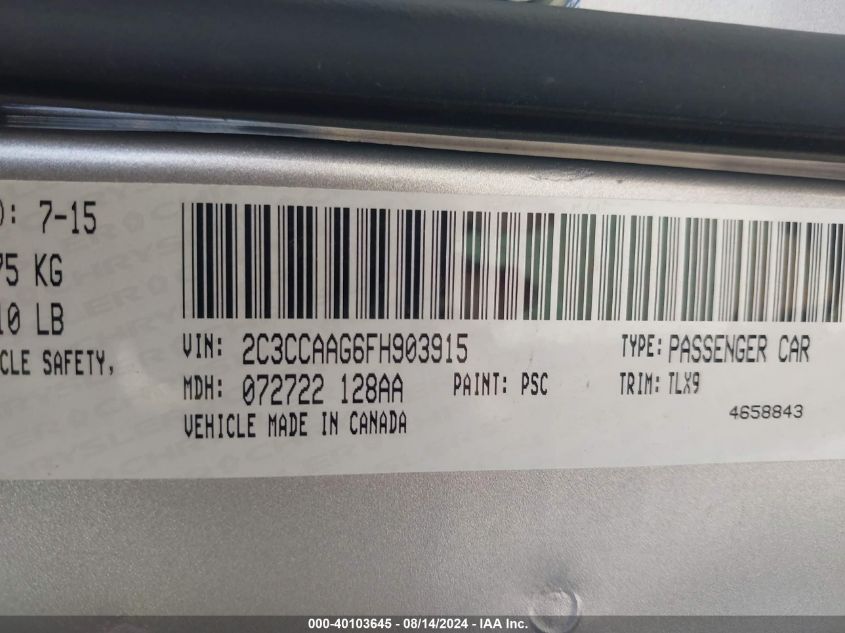 D: 7-15
75 KG
10 LB
CLE SAFETY,
VIN: 2C3CCAAG6FH903915 TYPE: PASSENGER CAR
MDH: 072722 128AA PAINT: PSC TRIM: TLX9
VEHICLE MADE IN CANADA 4658843
000-40103645 - 08/14/2024 - IAA Inc.